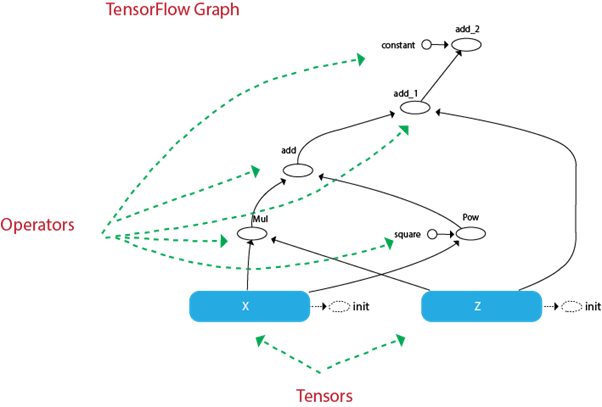 TensorFlow Graph
add_2
constant
add_1
add
Operators
Mul
Pow
square
X
init
Z
init
Tensors